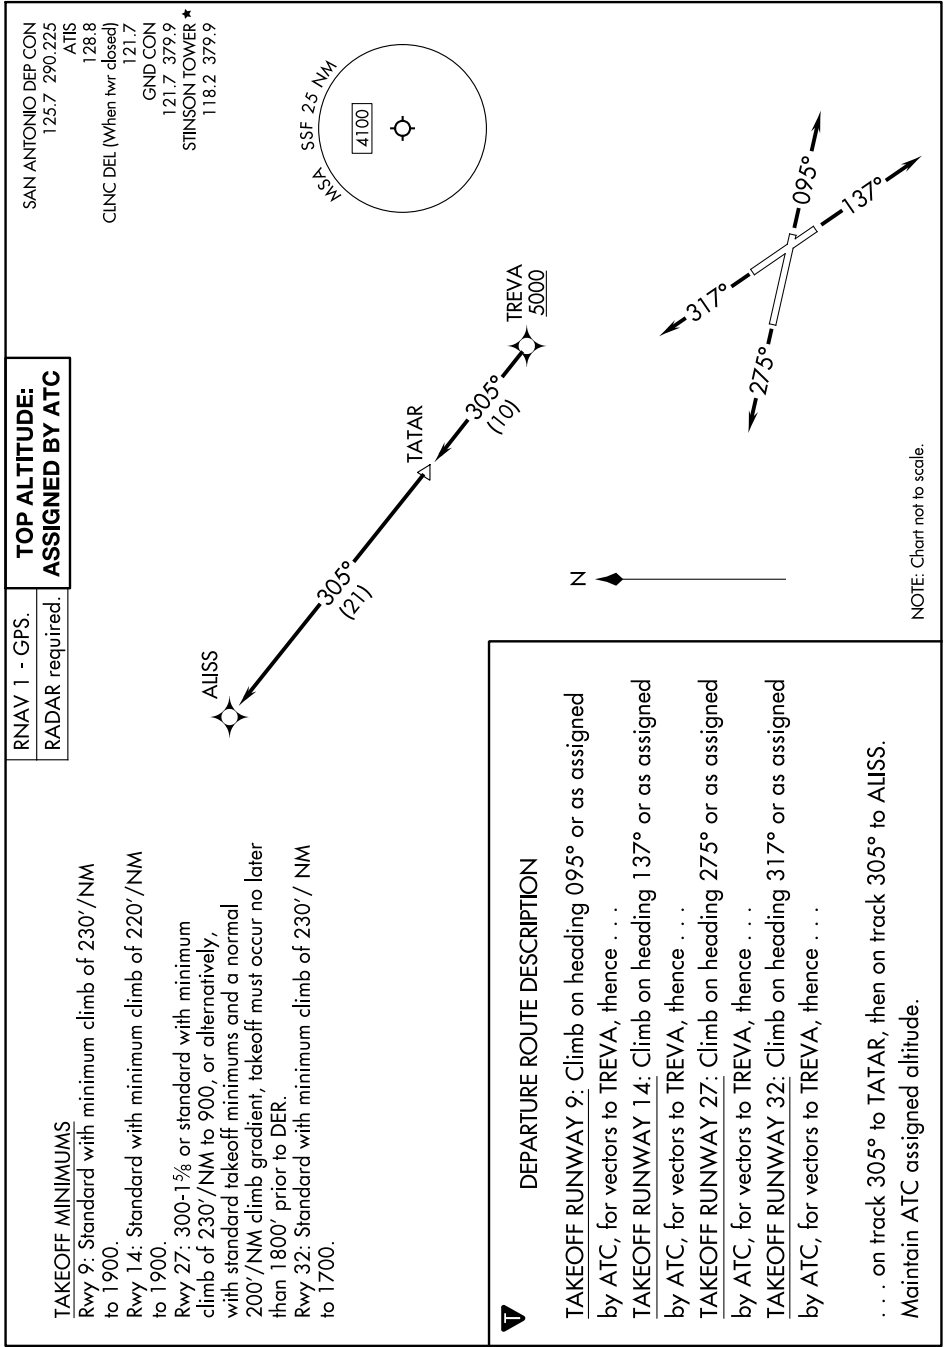 RNAV 1 - GPS.
RADAR required.
TOP ALTITUDE:
ASSIGNED BY ATC
SAN ANTONIO DEP CON
125.7 290.225
ATIS
128.8
CLNC DEL (When twr closed)
121.7
GND CON
121.7 379.9
STINSON TOWER ★
118.2 379.9
TAKEOFF MINIMUMS
Rwy 9: Standard with minimum climb of 230’/NM
to 1900.
Rwy 14: Standard with minimum climb of 220’/NM
to 1900.
Rwy 27: 300-1⅝ or standard with minimum
climb of 230’/NM to 900, or alternatively,
with standard takeoff minimums and a normal
200’/NM climb gradient, takeoff must occur no later
than 1800’ prior to DER.
Rwy 32: Standard with minimum climb of 230’/ NM
to 1700.
ALISS
305°
(21)
TATAR
305°
(10)
TREVA
5000
MSA SSF 25 NM
4100
N
317°
095°
275°
137°
NOTE: Chart not to scale.
T
DEPARTURE ROUTE DESCRIPTION
TAKEOFF RUNWAY 9: Climb on heading 095° or as assigned
by ATC, for vectors to TREVA, thence . . .
TAKEOFF RUNWAY 14: Climb on heading 137° or as assigned
by ATC, for vectors to TREVA, thence . . .
TAKEOFF RUNWAY 27: Climb on heading 275° or as assigned
by ATC, for vectors to TREVA, thence . . .
TAKEOFF RUNWAY 32: Climb on heading 317° or as assigned
by ATC, for vectors to TREVA, thence . . .
. . . on track 305° to TATAR, then on track 305° to ALISS.
Maintain ATC assigned altitude.